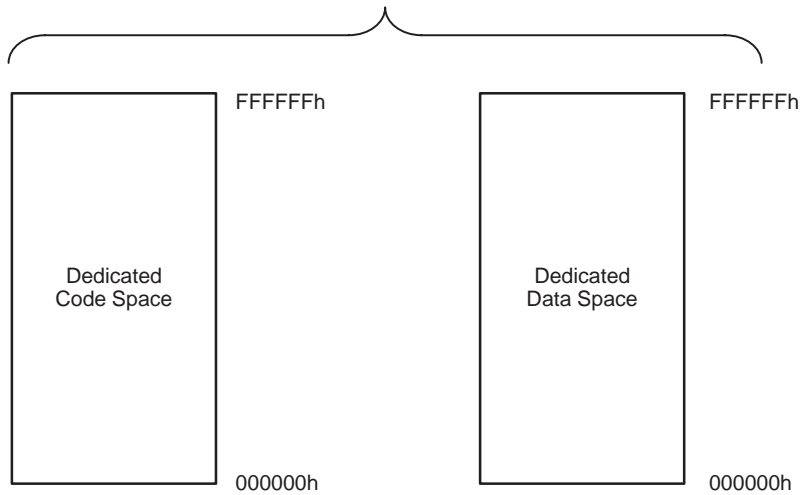 FFFFFFh
FFFFFFh
Dedicated
Code Space
Dedicated
Data Space
000000h
000000h